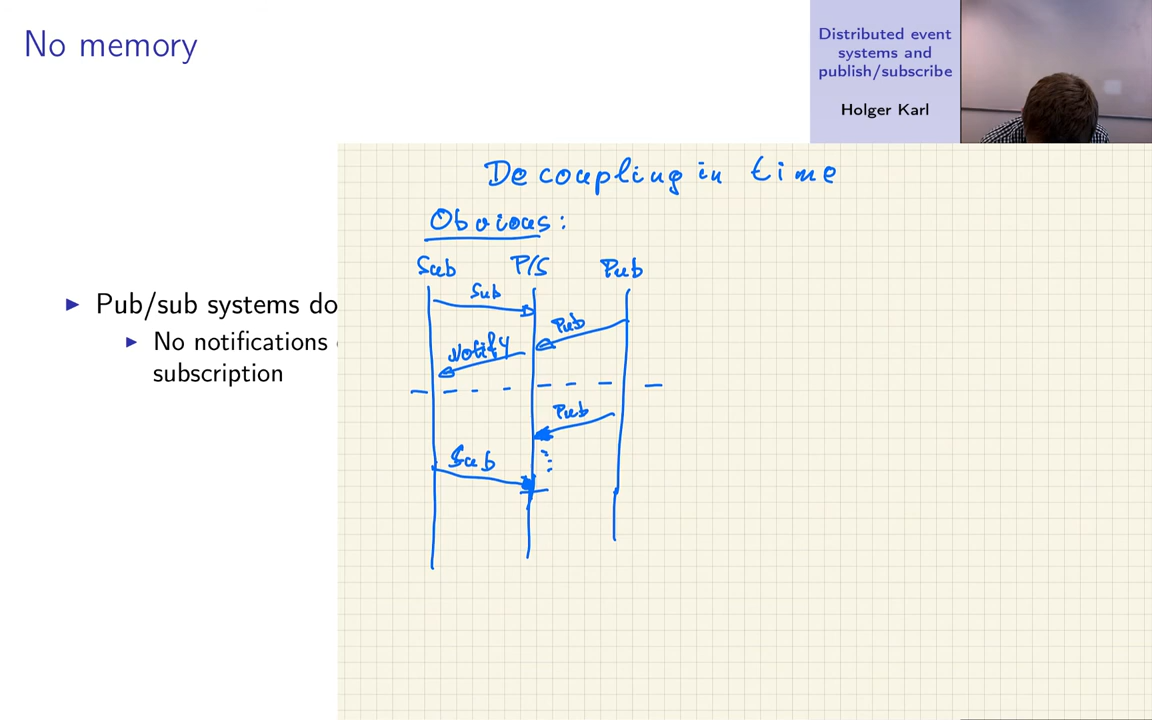 No memory
Distributed event
systems and
publish/subscribe
Holger Karl
Decoupling in time
Obvious:
Sub P/S Pub
Sub
Pub
Notify
Pub
Sub
Pub/sub systems do
No notifications
subscription